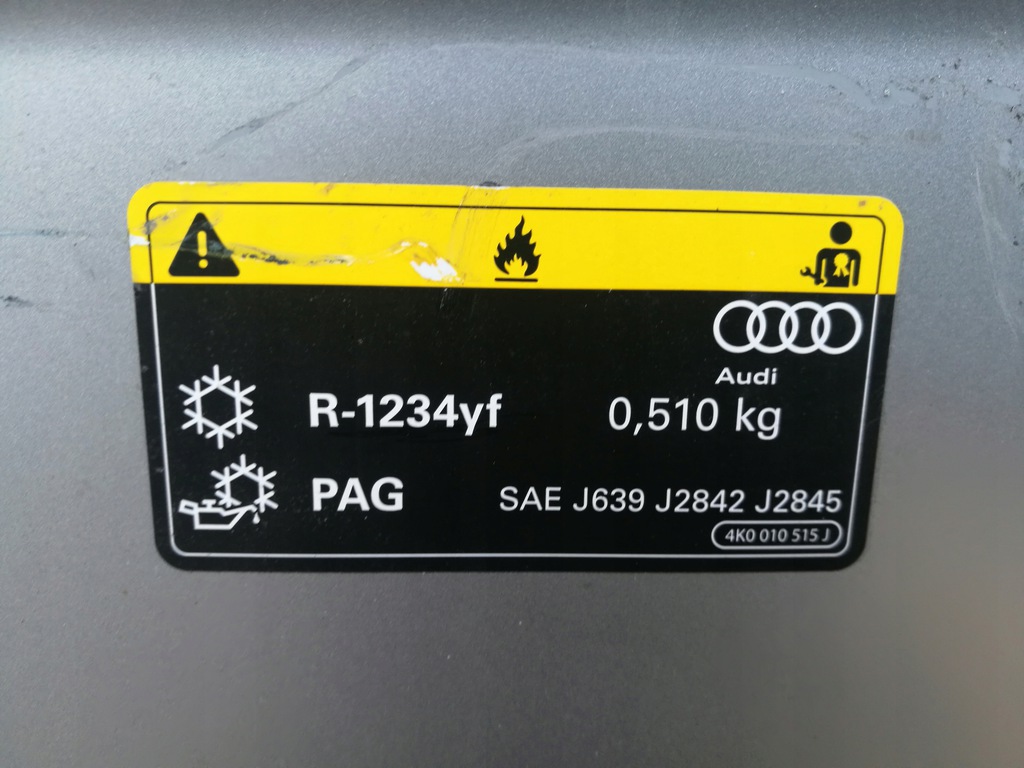 Audi
R-1234yf 0,510 kg
PAG SAE J639 J2842 J2845
4K0 010 515 J